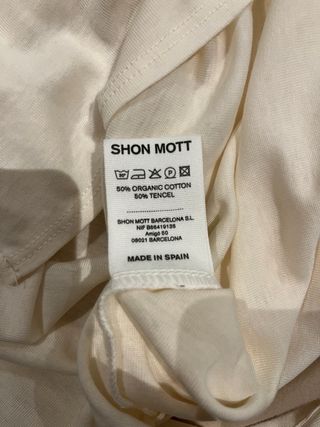 SHON MOTT
30°
50% ORGANIC COTTON
50% TENCEL
SHON MOTT BARCELONA S.L.
NIF B66419135
Amigó 50
08021 BARCELONA
MADE IN SPAIN